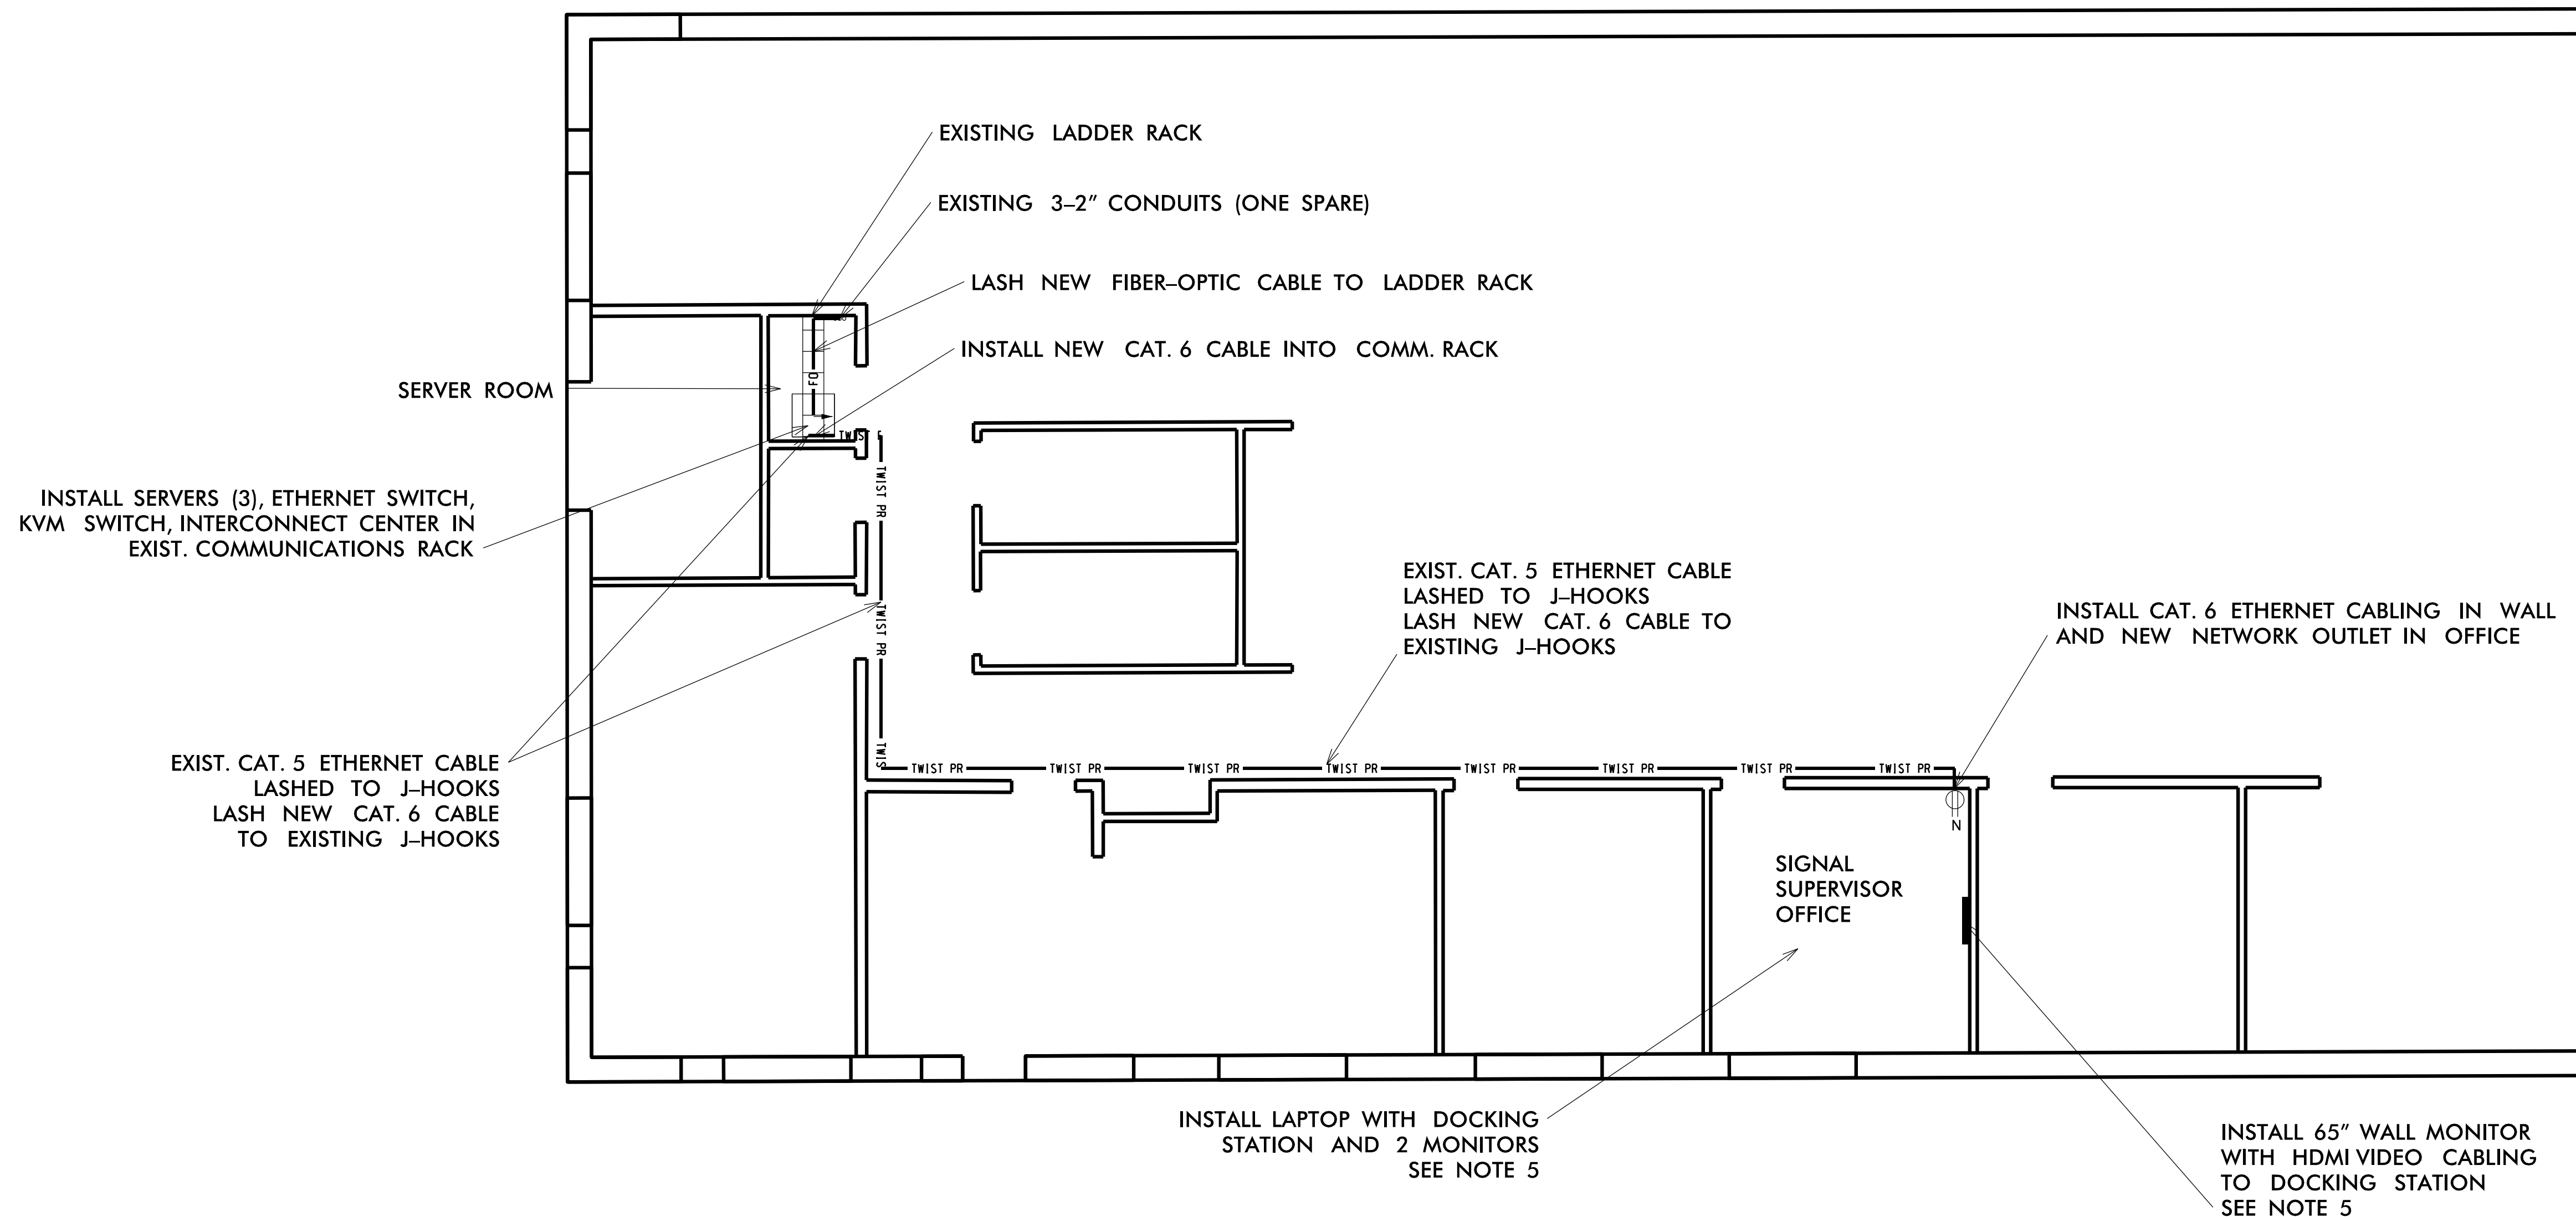 EXISTING LADDER RACK
EXISTING 3-2" CONDUITS (ONE SPARE)
LASH NEW FIBER-OPTIC CABLE TO LADDER RACK
INSTALL NEW CAT. 6 CABLE INTO COMM. RACK
SERVER ROOM
FO
TWIST P
TWIST PR
TWIST PR
TWIS
INSTALL SERVERS (3), ETHERNET SWITCH,
KVM SWITCH, INTERCONNECT CENTER IN
EXIST. COMMUNICATIONS RACK
EXIST. CAT. 5 ETHERNET CABLE
LASHED TO J-HOOKS
LASH NEW CAT. 6 CABLE TO
EXISTING J-HOOKS
INSTALL CAT. 6 ETHERNET CABLING IN WALL
AND NEW NETWORK OUTLET IN OFFICE
EXIST. CAT. 5 ETHERNET CABLE
LASHED TO J-HOOKS
LASH NEW CAT. 6 CABLE
TO EXISTING J-HOOKS
TWIST PR TWIST PR TWIST PR TWIST PR TWIST PR TWIST PR TWIST PR TWIST PR
N
SIGNAL
SUPERVISOR
OFFICE
INSTALL LAPTOP WITH DOCKING
STATION AND 2 MONITORS
SEE NOTE 5
INSTALL 65" WALL MONITOR
WITH HDMI VIDEO CABLING
TO DOCKING STATION
SEE NOTE 5